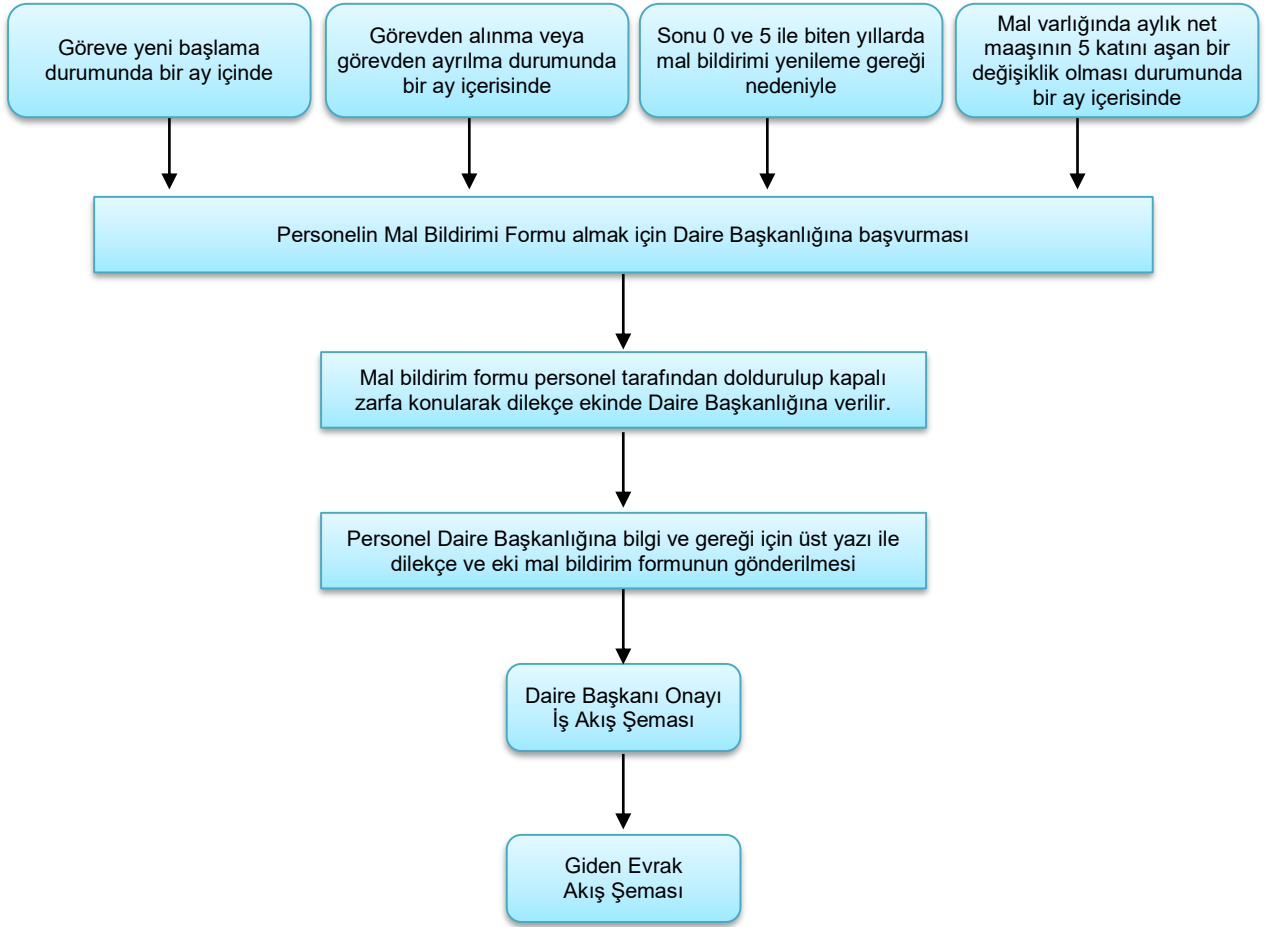 Göreve yeni başlama
durumunda bir ay içinde
Görevden alınma veya
görevden ayrılma durumunda
bir ay içerisinde
Sonu 0 ve 5 ile biten yıllarda
mal bildirimi yenileme gereği
nedeniyle
Mal varlığında aylık net
maaşının 5 katını aşan bir
değişiklik olması durumunda
bir ay içerisinde
Personelin Mal Bildirimi Formu almak için Daire Başkanlığına başvurması
Mal bildirim formu personel tarafından doldurulup kapalı
zarfa konularak dilekçe ekinde Daire Başkanlığına verilir.
Personel Daire Başkanlığına bilgi ve gereği için üst yazı ile
dilekçe ve eki mal bildirim formunun gönderilmesi
Daire Başkanı Onayı
İş Akış Şeması
Giden Evrak
Akış Şeması